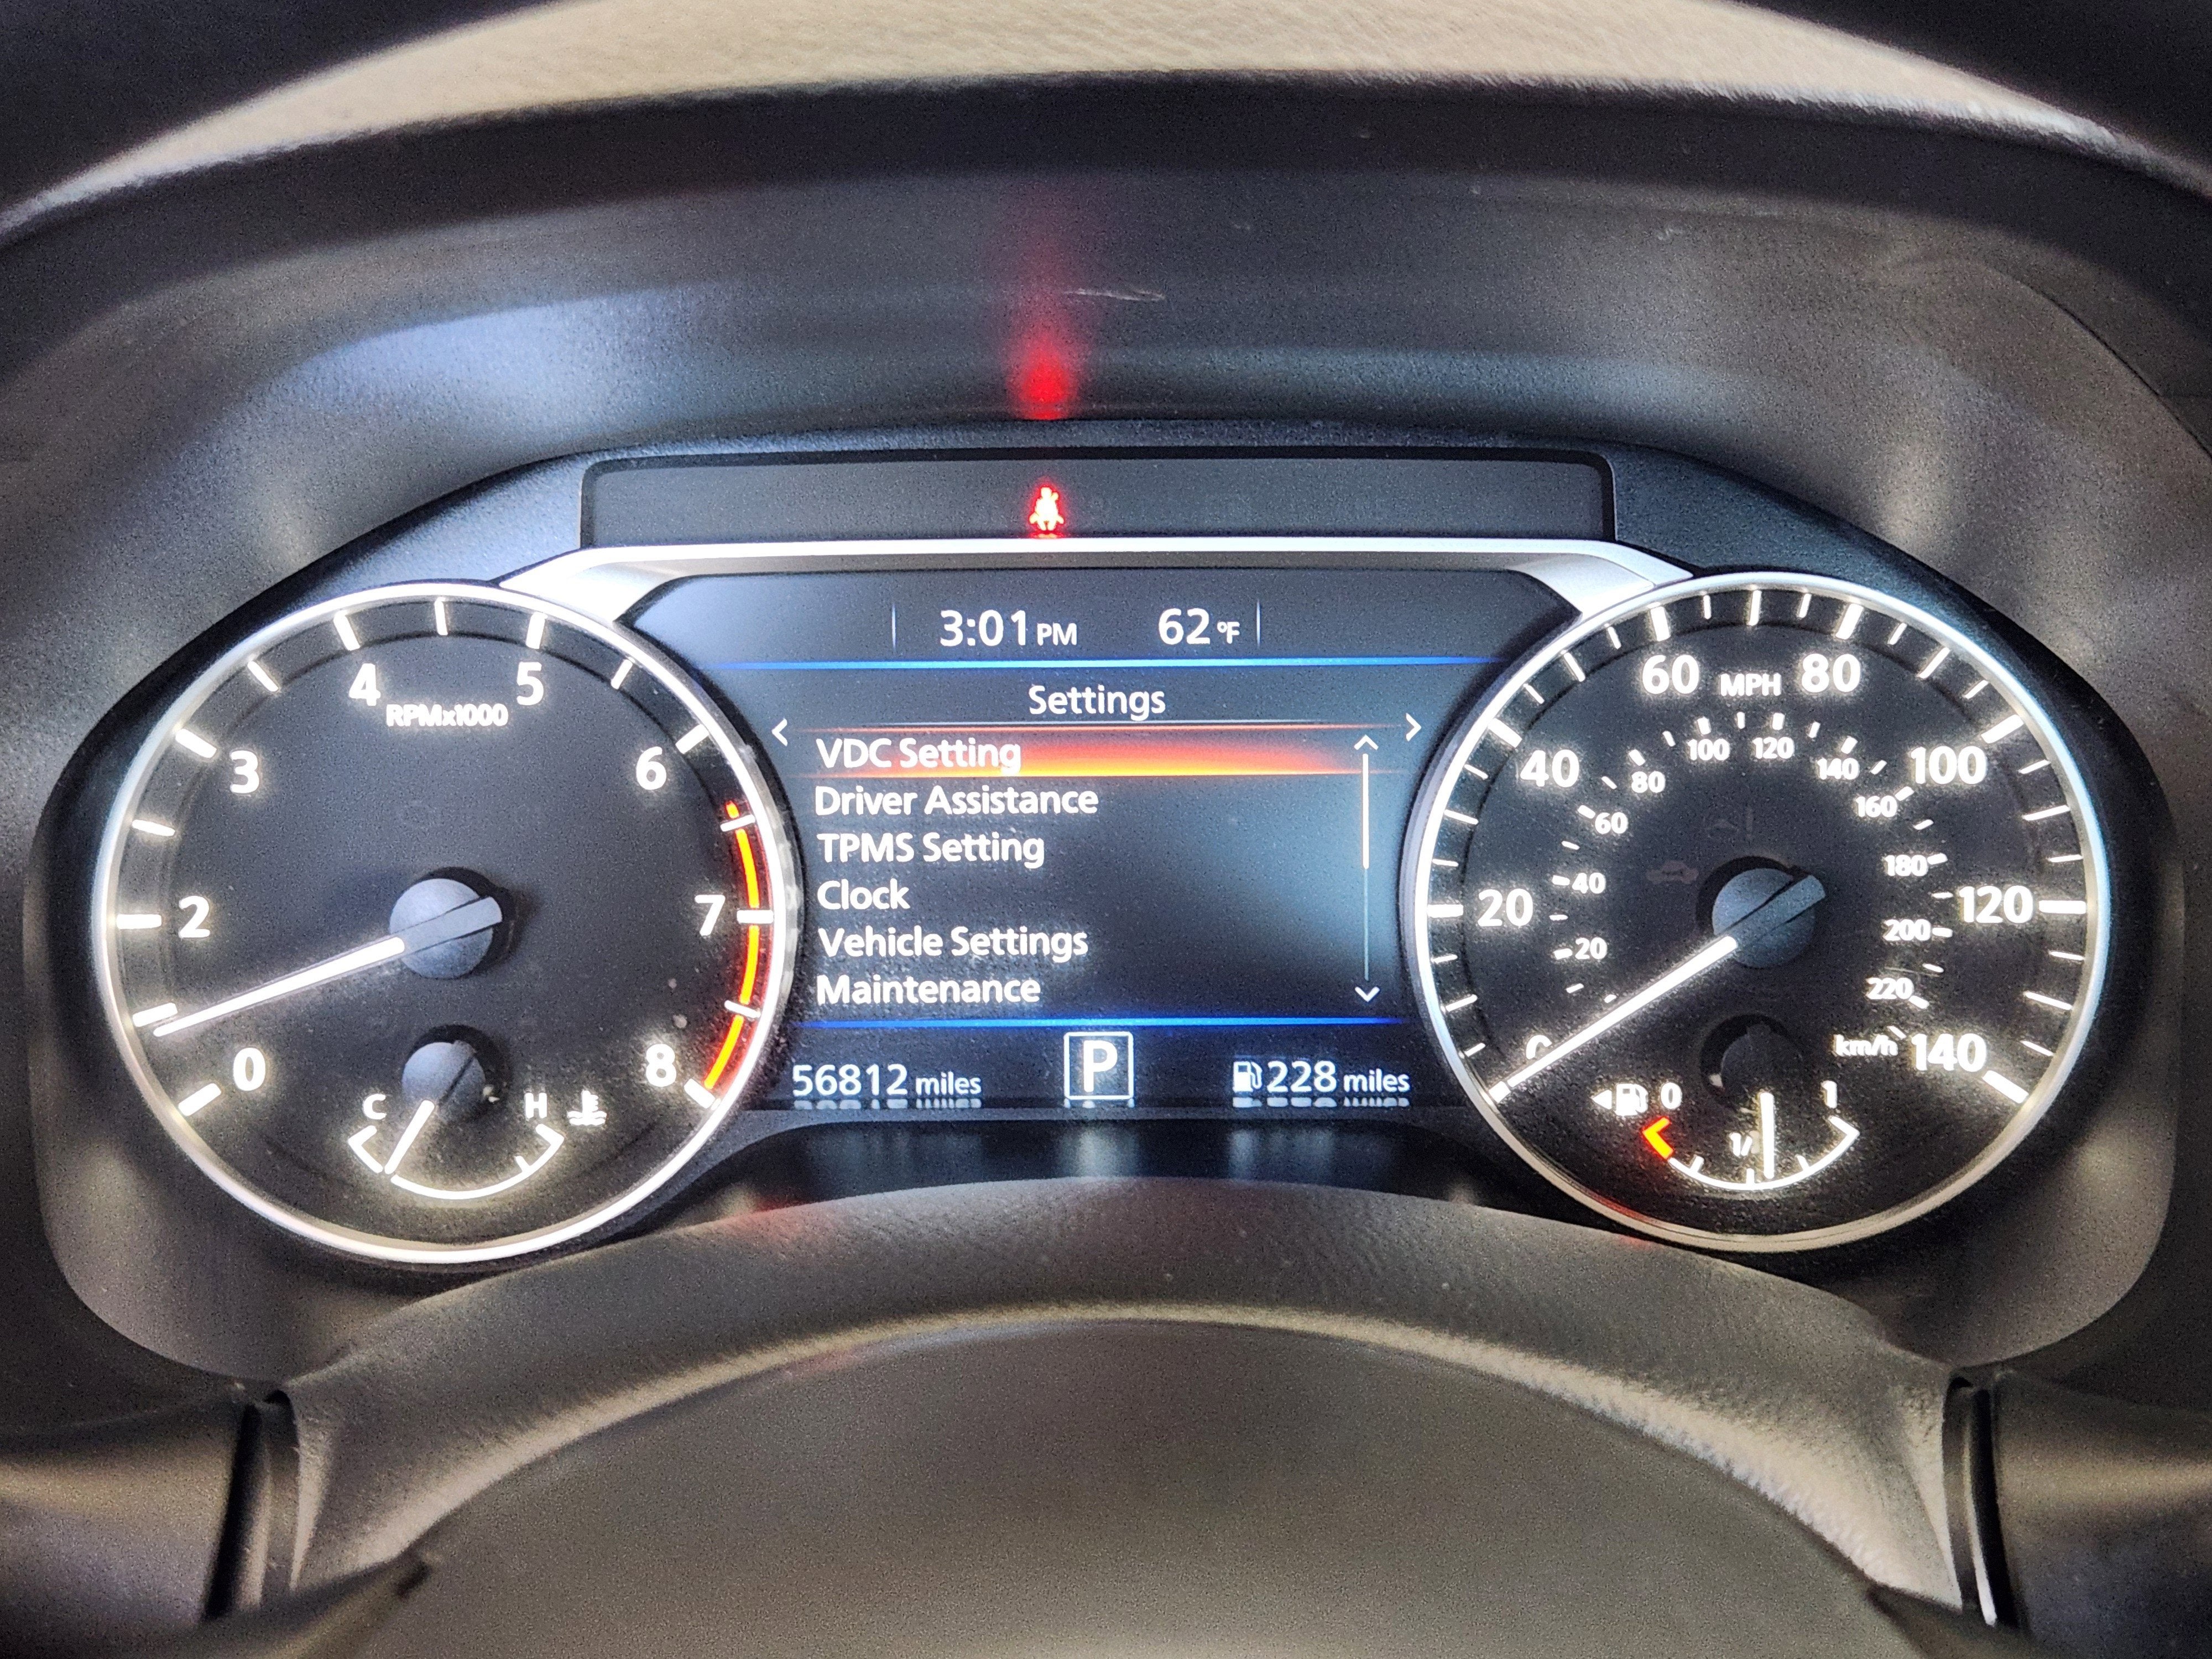 3:01 PM 62 °F
Settings
VDC Setting
Driver Assistance
TPMS Setting
Clock
Vehicle Settings
Maintenance
56812 miles P 228 miles
4 RPMx1000 5
3 6
2 7
0 8
C H
60 MPH 80
40 100
20 120
0 140
100 120
80 140
60 160
40 180
20 200
220
km/h
0 1